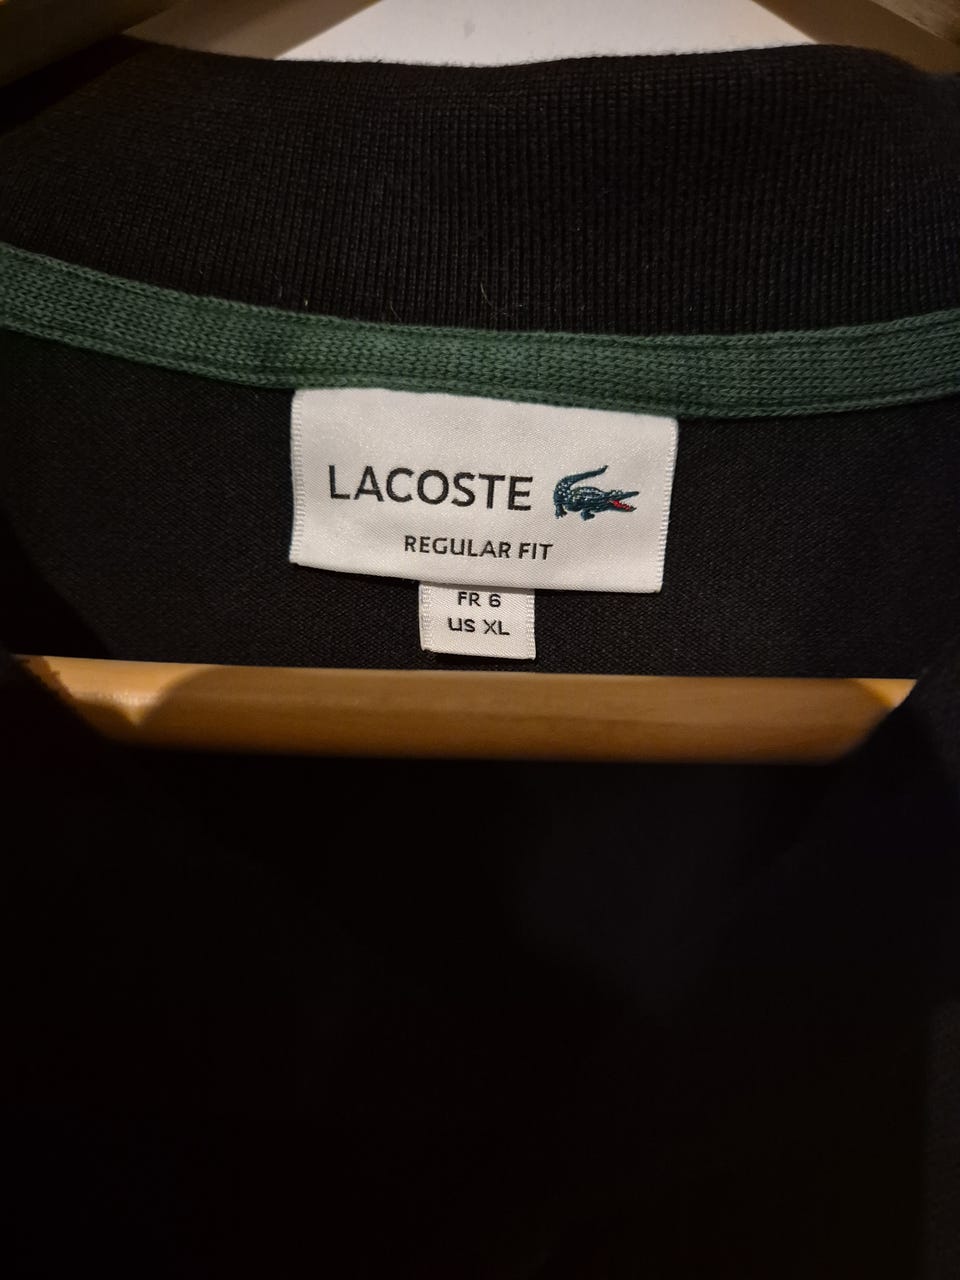 LACOSTE
REGULAR FIT
FR 6
US XL